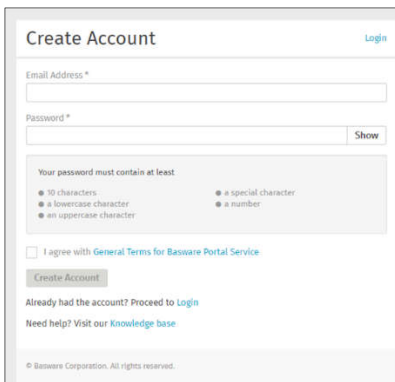 Create Account Login
Email Address *
Password *
Show
Your password must contain at least
10 characters a special character
a lowercase character a number
an uppercase character
I agree with General Terms for Basware Portal Service
Create Account
Already had the account? Proceed to Login
Need help? Visit our Knowledge base
© Basware Corporation. All rights reserved.